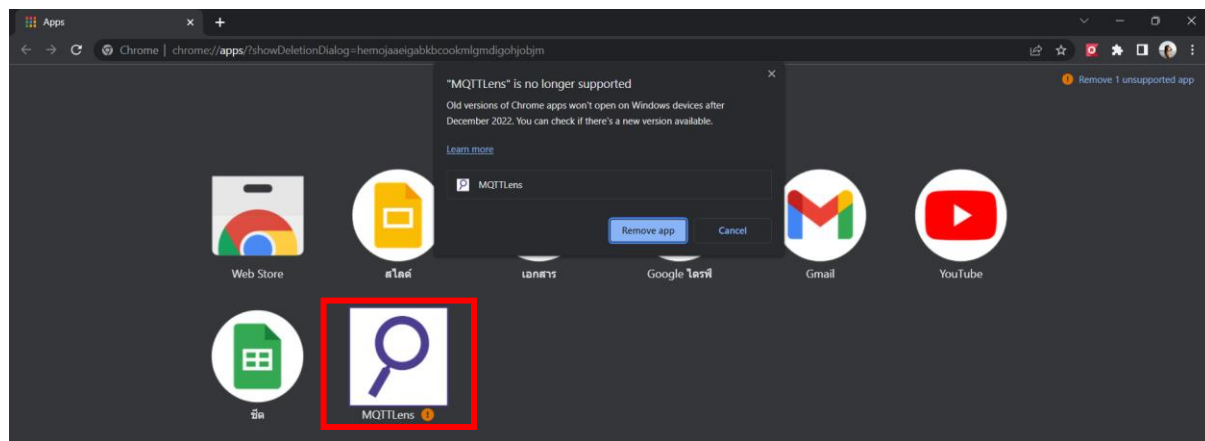 Apps
Chrome | chrome://apps/?showDeletionDialog=hemojaaeigabkbcookmlgmdigohjobjm
"MQTTLens" is no longer supported
Old versions of Chrome apps won't open on Windows devices after
December 2022. You can check if there's a new version available.
Learn more
MQTTLens
Remove app
Cancel
Remove 1 unsupported app
Web Store
สไลด์
เอกสาร
Google ไดรฟ์
Gmail
YouTube
ชีต
MQTTLens